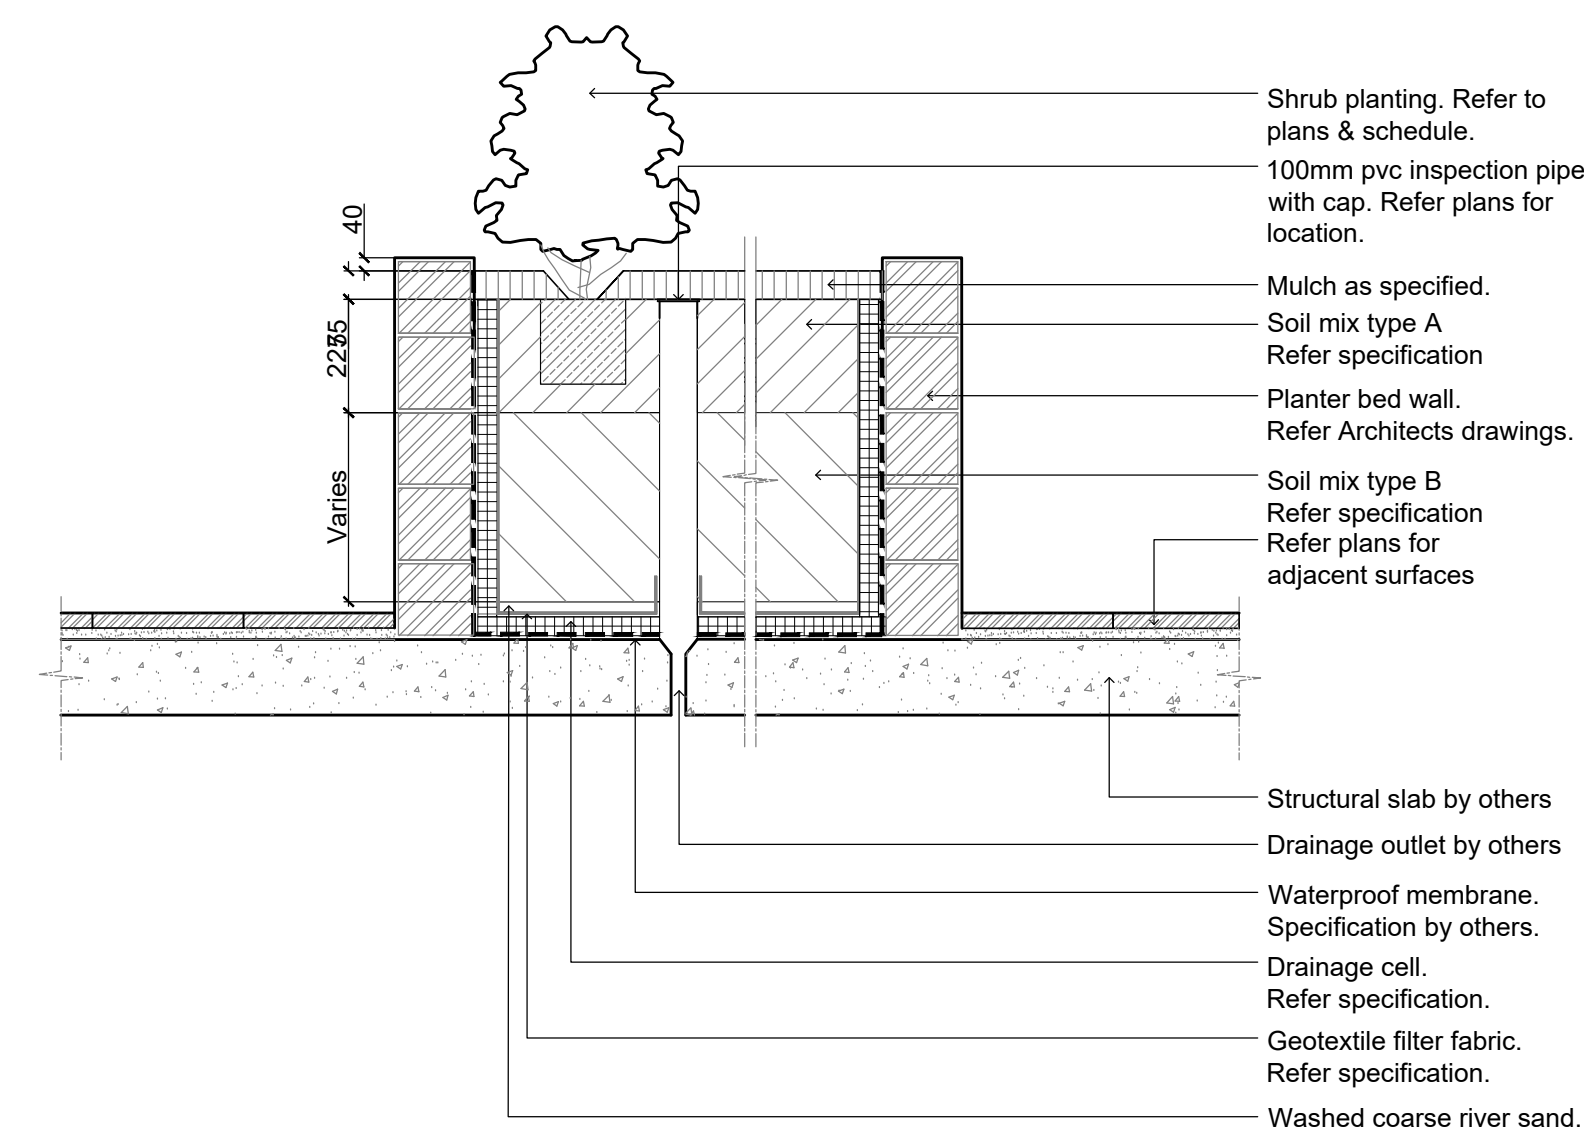 Shrub planting. Refer to
plans & schedule.
100mm pvc inspection pipe
with cap. Refer plans for
location.
40
Mulch as specified.
Soil mix type A
Refer specification
Planter bed wall.
Refer Architects drawings.
Varies
Soil mix type B
Refer specification
Refer plans for
adjacent surfaces
Structural slab by others
Drainage outlet by others
Waterproof membrane.
Specification by others.
Drainage cell.
Refer specification.
Geotextile filter fabric.
Refer specification.
Washed coarse river sand.